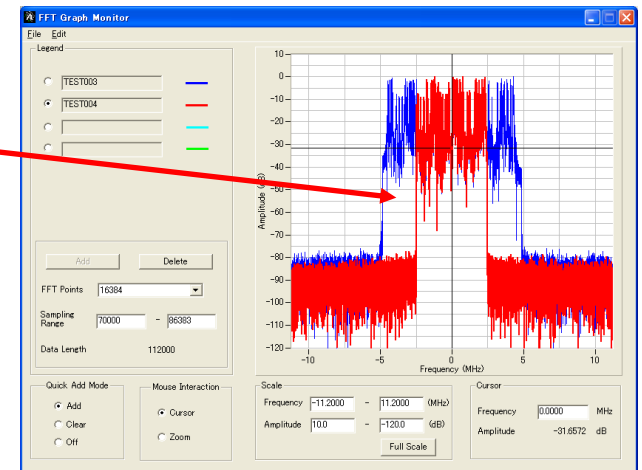 FFT Graph Monitor
File Edit
Legend
TEST003
TEST004
Add Delete
FFT Points 16384
Sampling Range 70000 - 86383
Data Length 112000
Quick Add Mode
Add
Clear
Off
Mouse Interaction
Cursor
Zoom
10
0
-10
-20
-30
-40
-50
-60
-70
-80
-90
-100
-110
-120
Amplitude (dB)
-10 -5 0 5 10
Frequency (MHz)
Scale
Frequency -11.2000 - 11.2000 (MHz)
Amplitude 10.0 - -120.0 (dB)
Full Scale
Cursor
Frequency 0.0000 MHz
Amplitude -31.6572 dB